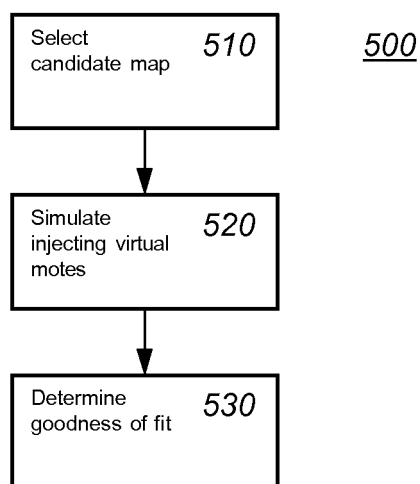 Select
candidate map
510
500
Simulate
injecting virtual
motes
520
Determine
goodness of fit
530